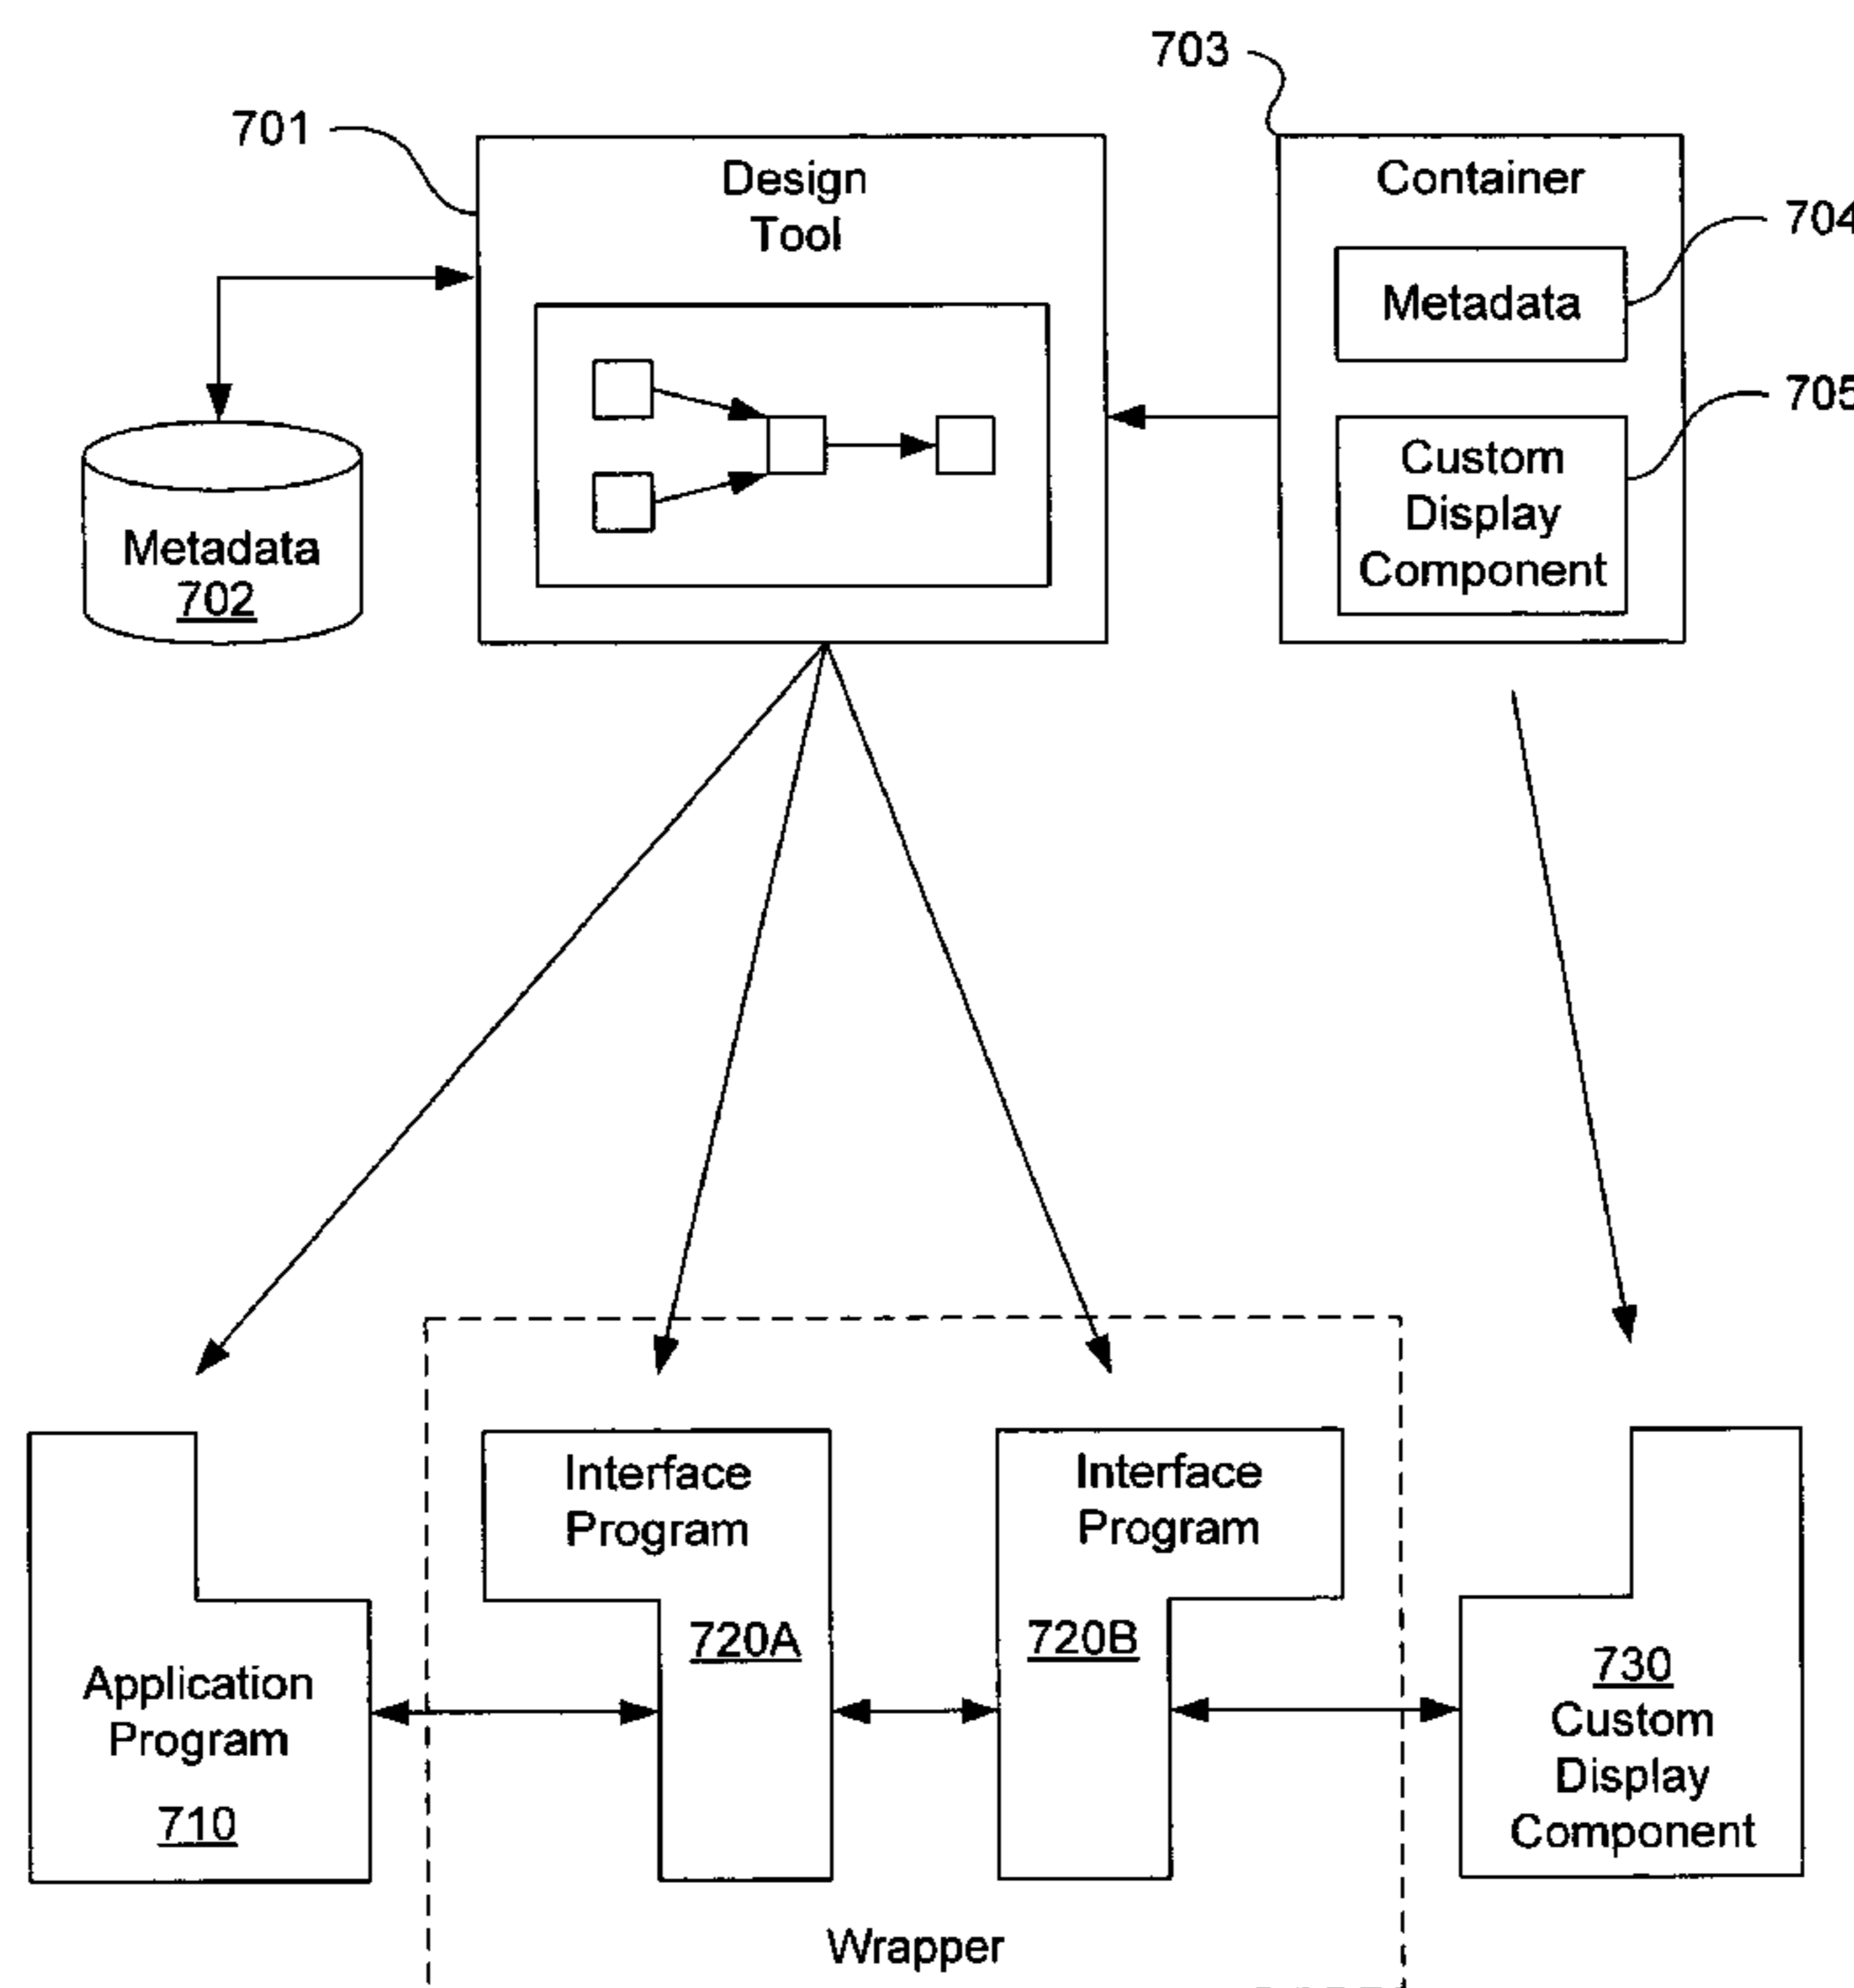 703
701
Design
Tool
Container
704
Metadata
705
Custom
Display
Component
Metadata
702
Interface
Program
720A
Interface
Program
720B
Application
Program
710
730
Custom
Display
Component
Wrapper